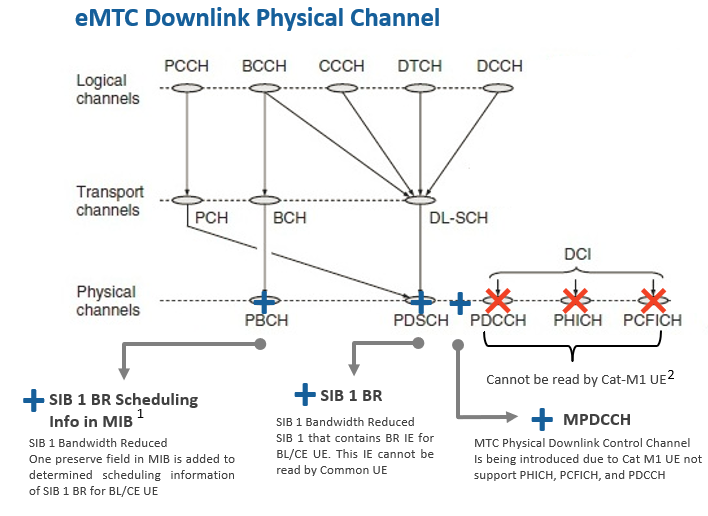 eMTC Downlink Physical Channel
PCCH BCCH CCCH DTCH DCCH
Logical
channels
Transport
channels
PCH BCH DL-SCH
DCI
Physical
channels
PBCH PDSCH PDCCH PHICH PCFICH
Cannot be read by Cat-M1 UE2
SIB 1 BR Scheduling
Info in MIB 1
SIB 1 Bandwidth Reduced
One preserve field in MIB is added to
determined scheduling information
of SIB 1 BR for BL/CE UE
SIB 1 BR
SIB 1 Bandwidth Reduced
SIB 1 that contains BR IE for
BL/CE UE. This IE cannot be
read by Common UE
MPDCCH
MTC Physical Downlink Control Channel
Is being introduced due to Cat M1 UE not
support PHICH, PCFICH, and PDCCH